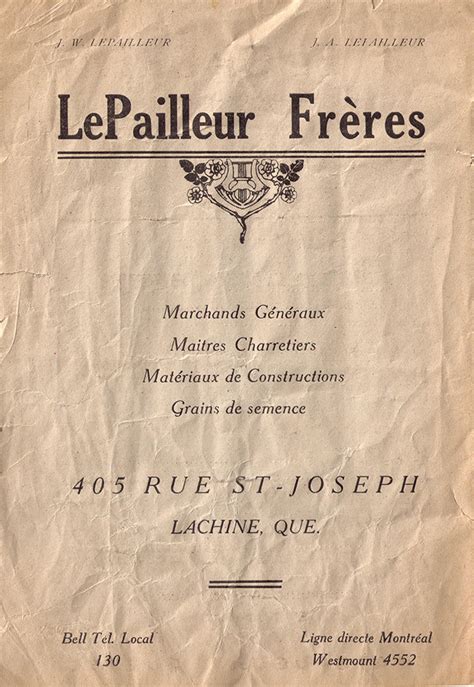 J. W. LEPAILLEUR
J. A. LEPAILLEUR
LePailleur Frères
Marchands Généraux
Maitres Charretiers
Matériaux de Constructions
Grains de semence
405 RUE ST-JOSEPH
LACHINE, QUE.
Bell Tél. Local
130
Ligne directe Montréal
Westmount 4552